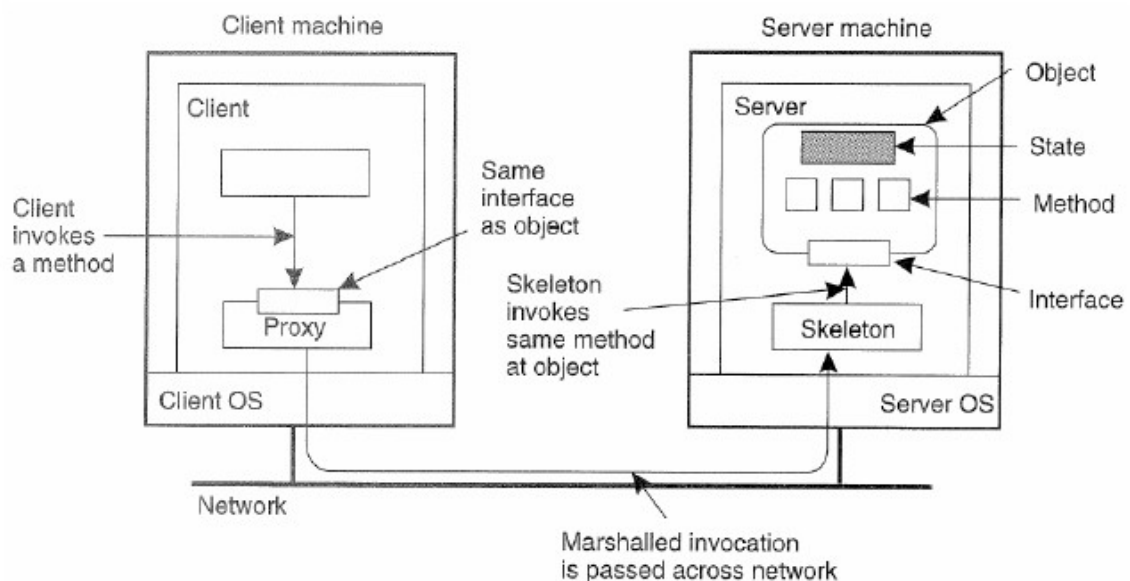 Client machine
Server machine
Object
Client
Server
State
Same
interface
as object
Method
Client
invokes
a method
Skeleton
invokes
same method
at object
Interface
Proxy
Skeleton
Client OS
Server OS
Network
Marshalled invocation
is passed across network